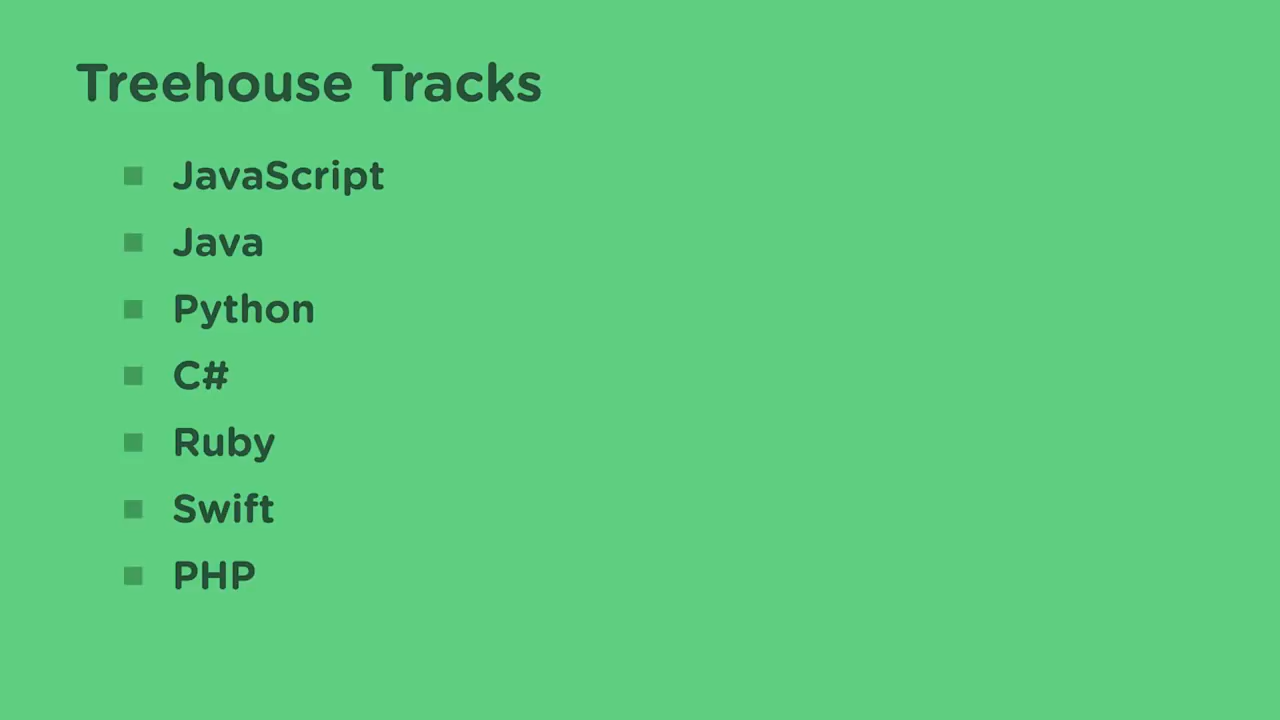 Treehouse Tracks
JavaScript
Java
Python
C#
Ruby
Swift
PHP